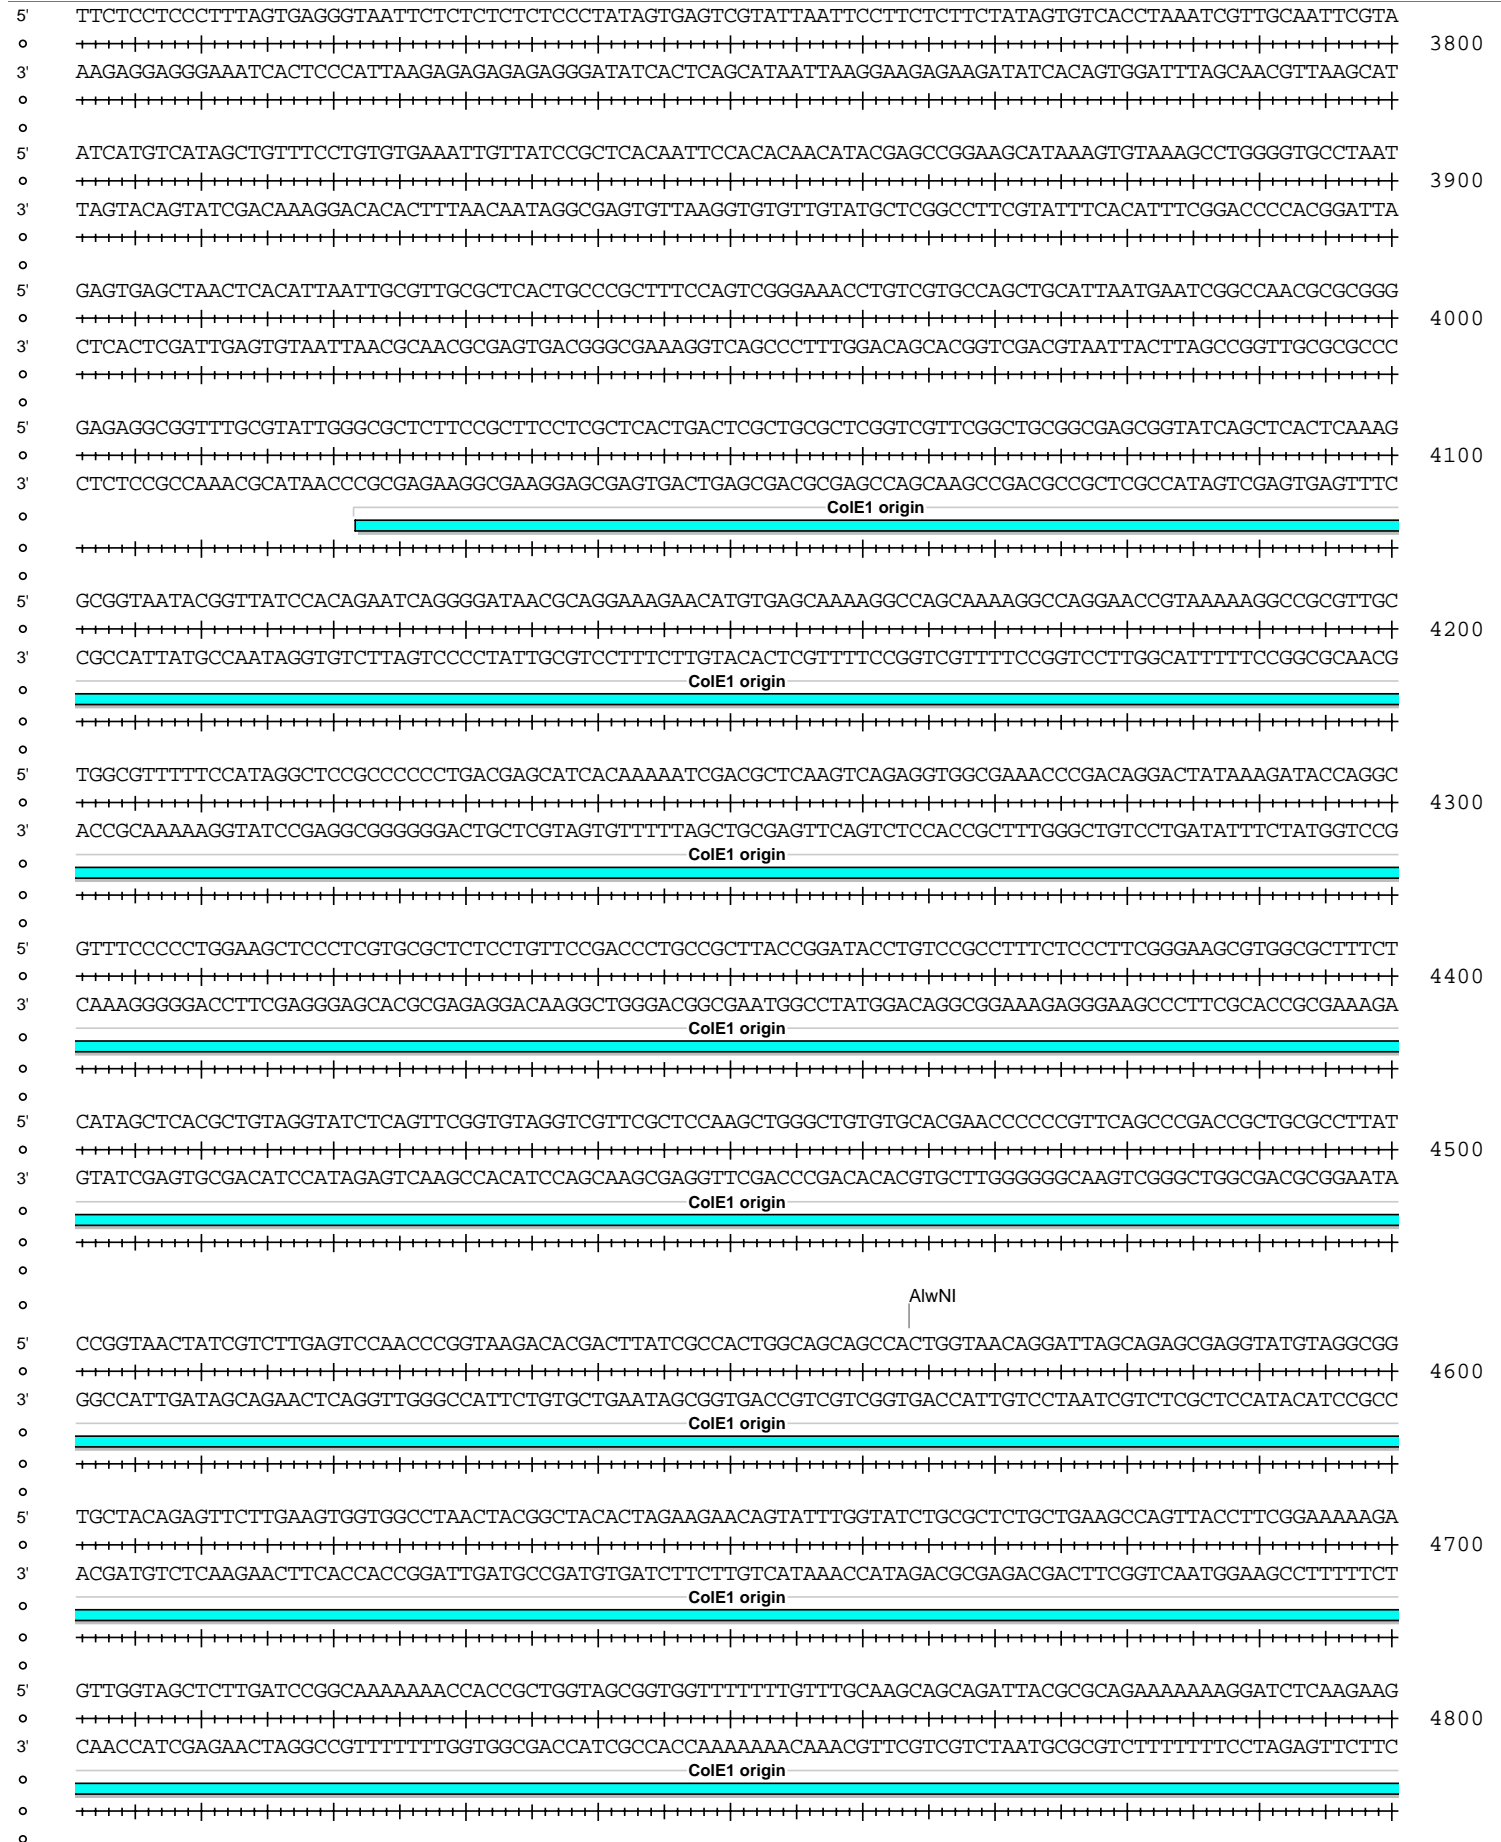 5' TTCTCCTCCCTTTAGTGAGGGTAATTCTCTCTCTCTCCCTATAGTGAGTCGTATTAATTCCTTCTCTTCTATAGTGTCACCTAAATCGTTGCAATTCGTA
3800
3' AAGAGGAGGGAAATCACTCCCATTAAGAGAGAGAGAGGGATATCACTCAGCATAATTAAGGAAGAGAAGATATCACAGTGGATTTAGCAACGTTAAGCAT
5' ATCATGTCATAGCTGTTTCCTGTGTGAAATTGTTATCCGCTCACAATTCCACACAACATACGAGCCGGAAGCATAAAGTGTAAAGCCTGGGGTGCCTAAT
3900
3' TAGTACAGTATCGACAAAGGACACACTTTAACAATAGGCGAGTGTTAAGGTGTGTTGTATGCTCGGCCTTCGTATTTCACATTTCGGACCCCACGGATTA
5' GAGTGAGCTAACTCACATTAATTGCGTTGCGCTCACTGCCCGCTTTCCAGTCGGGAAACCTGTCGTGCCAGCTGCATTAATGAATCGGCCAACGCGCGGG
4000
3' CTCACTCGATTGAGTGTAATTAACGCAACGCGAGTGACGGGCGAAAGGTCAGCCCTTTGGACAGCACGGTCGACGTAATTACTTAGCCGGTTGCGCGCCC
5' GAGAGGCGGTTTGCGTATTGGGCGCTCTTCCGCTTCCTCGCTCACTGACTCGCTGCGCTCGGTCGTTCGGCTGCGGCGAGCGGTATCAGCTCACTCAAAG
4100
3' CTCTCCGCCAAACGCATAACCCGCGAGAAGGCGAAGGAGCGAGTGACTGAGCGACGCGAGCCAGCAAGCCGACGCCGCTCGCCATAGTCGAGTGAGTTTC
ColE1 origin
5' GCGGTAATACGGTTATCCACAGAATCAGGGGATAACGCAGGAAAGAACATGTGAGCAAAAGGCCAGCAAAAGGCCAGGAACCGTAAAAAGGCCGCGTTGC
4200
3' CGCCATTATGCCAATAGGTGTCTTAGTCCCCTATTGCGTCCTTTCTTGTACACTCGTTTTCCGGTCGTTTTCCGGTCCTTGGCATTTTTCCGGCGCAACG
ColE1 origin
5' TGGCGTTTTTCCATAGGCTCCGCCCCCCTGACGAGCATCACAAAAATCGACGCTCAAGTCAGAGGTGGCGAAACCCGACAGGACTATAAAGATACCAGGC
4300
3' ACCGCAAAAAGGTATCCGAGGCGGGGGGACTGCTCGTAGTGTTTTTAGCTGCGAGTTCAGTCTCCACCGCTTTGGGCTGTCCTGATATTTCTATGGTCCG
ColE1 origin
5' GTTTCCCCCTGGAAGCTCCCTCGTGCGCTCTCCTGTTCCGACCCTGCCGCTTACCGGATACCTGTCCGCCTTTCTCCCTTCGGGAAGCGTGGCGCTTTCT
4400
3' CAAAGGGGGACCTTCGAGGGAGCACGCGAGAGGACAAGGCTGGGACGGCGAATGGCCTATGGACAGGCGGAAAGAGGGAAGCCCTTCGCACCGCGAAAGA
ColE1 origin
5' CATAGCTCACGCTGTAGGTATCTCAGTTCGGTGTAGGTCGTTCGCTCCAAGCTGGGCTGTGTGCACGAACCCCCCGTTCAGCCCGACCGCTGCGCCTTAT
4500
3' GTATCGAGTGCGACATCCATAGAGTCAAGCCACATCCAGCAAGCGAGGTTCGACCCGACACACGTGCTTGGGGGGCAAGTCGGGCTGGCGACGCGGAATA
ColE1 origin
AlwNI
5' CCGGTAACTATCGTCTTGAGTCCAACCCGGTAAGACACGACTTATCGCCACTGGCAGCAGCCACTGGTAACAGGATTAGCAGAGCGAGGTATGTAGGCGG
4600
3' GGCCATTGATAGCAGAACTCAGGTTGGGCCATTCTGTGCTGAATAGCGGTGACCGTCGTCGGTGACCATTGTCCTAATCGTCTCGCTCCATACATCCGCC
ColE1 origin
5' TGCTACAGAGTTCTTGAAGTGGTGGCCTAACTACGGCTACACTAGAAGAACAGTATTTGGTATCTGCGCTCTGCTGAAGCCAGTTACCTTCGGAAAAAGA
4700
3' ACGATGTCTCAAGAACTTCACCACCGGATTGATGCCGATGTGATCTTCTTGTCATAAACCATAGACGCGAGACGACTTCGGTCAATGGAAGCCTTTTTCT
ColE1 origin
5' GTTGGTAGCTCTTGATCCGGCAAAAAAACCACCGCTGGTAGCGGTGGTTTTTTTGTTTGCAAGCAGCAGATTACGCGCAGAAAAAAAGGATCTCAAGAAG
4800
3' CAACCATCGAGAACTAGGCCGTTTTTTTGGTGGCGACCATCGCCACCAAAAAAACAAACGTTCGTCGTCTAATGCGCGTCTTTTTTTCCTAGAGTTCTTC
ColE1 origin